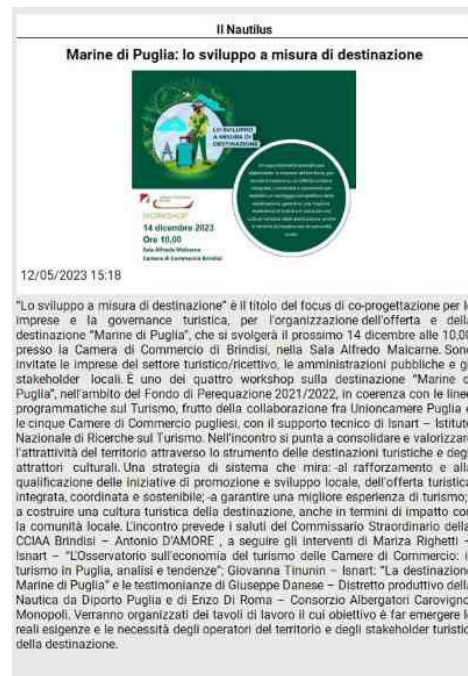 Il Nautilus
Marine di Puglia: lo sviluppo a misura di destinazione
LO SVILUPPO
A MISURA DI
DESTINAZIONE
WORKSHOP
14 dicembre 2023
Ore 10,00
Sala Alfredo Malcarne
Camera di Commercio Brindisi
12/05/2023 15:18
"Lo sviluppo a misura di destinazione" è il titolo del focus di co-progettazione per l
imprese e la governance turistica, per l'organizzazione dell'offerta e della
destinazione "Marine di Puglia", che si svolgerà il prossimo 14 dicembre alle 10,00
presso la Camera di Commercio di Brindisi, nella Sala Alfredo Malcarne. Sono
invitate le imprese del settore turistico/ricettivo, le amministrazioni pubbliche e gl
stakeholder locali. È uno dei quattro workshop sulla destinazione "Marine d
Puglia", nell'ambito del Fondo di Perequazione 2021/2022, in coerenza con le linee
programmatiche sul Turismo, frutto della collaborazione fra Unioncamere Puglia e
le cinque Camere di Commercio pugliesi, con il supporto tecnico di Isnart – Istituto
Nazionale di Ricerche sul Turismo. Nell'incontro si punta a consolidare e valorizzare
l'attrattività del territorio attraverso lo strumento delle destinazioni turistiche e degl
attrattori culturali. Una strategia di sistema che mira: -al rafforzamento e alla
qualificazione delle iniziative di promozione e sviluppo locale, dell'offerta turistica
integrata, coordinata e sostenibile; -a garantire una migliore esperienza di turismo; 
a costruire una cultura turistica della destinazione, anche in termini di impatto con
la comunità locale. L'incontro prevede i saluti del Commissario Straordinario della
CCIAA Brindisi – Antonio D'AMORE , a seguire gli interventi di Mariza Righetti –
Isnart – "L'Osservatorio sull'economia del turismo delle Camere di Commercio: i
turismo in Puglia, analisi e tendenze"; Giovanna Tinunin – Isnart: "La destinazione
Marine di Puglia" e le testimonianze di Giuseppe Danese – Distretto produttivo della
Nautica da Diporto Puglia e di Enzo Di Roma – Consorzio Albergatori Carovigno
Monopoli. Verranno organizzati dei tavoli di lavoro il cui obiettivo è far emergere le
reali esigenze e le necessità degli operatori del territorio e degli stakeholder turistic
della destinazione.